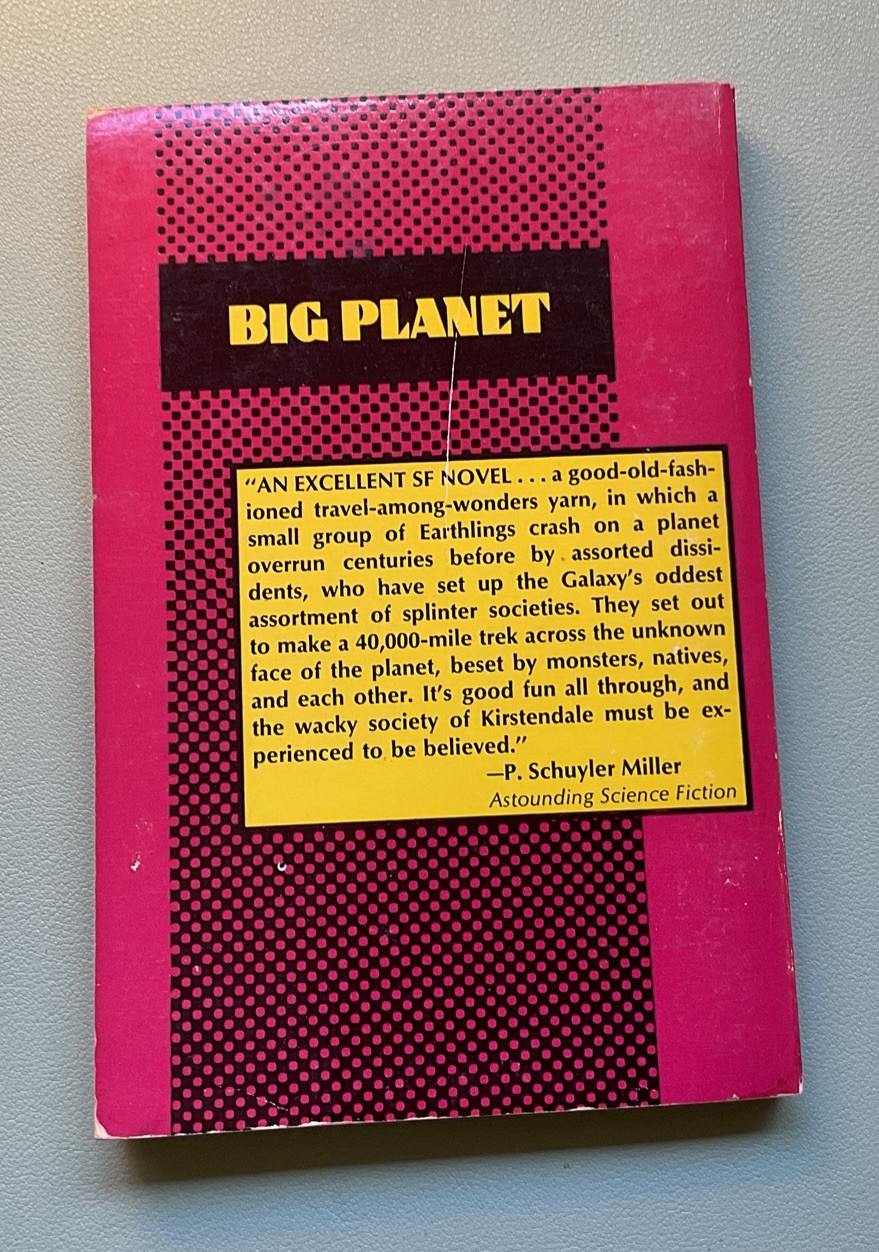 BIG PLANET
“AN EXCELLENT SF NOVEL . . . a good-old-fash-
ioned travel-among-wonders yarn, in which a
small group of Earthlings crash on a planet
overrun centuries before by assorted dissi-
dents, who have set up the Galaxy’s oddest
assortment of splinter societies. They set out
to make a 40,000-mile trek across the unknown
face of the planet, beset by monsters, natives,
and each other. It’s good fun all through, and
the wacky society of Kirstendale must be ex-
perienced to be believed.”
—P. Schuyler Miller
Astounding Science Fiction